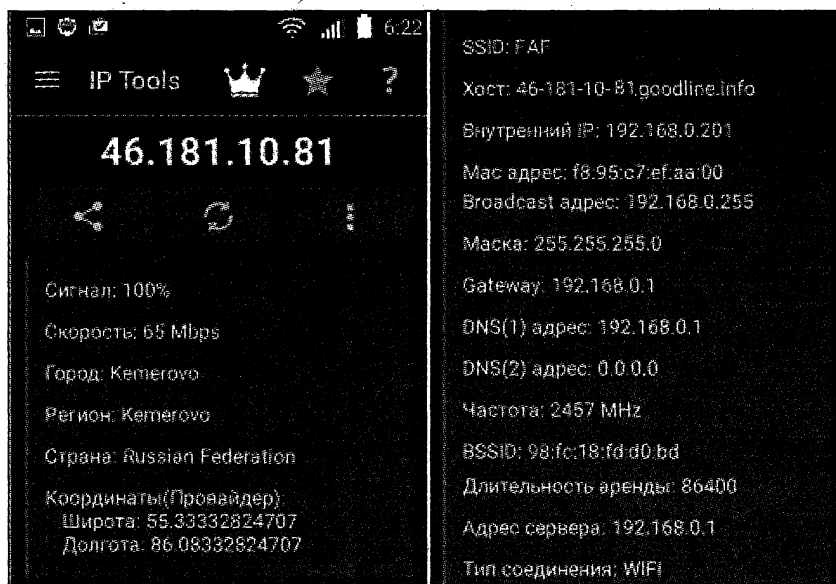 6:22
IP Tools
?
46.181.10.81
Сигнал: 100%
Скорость: 65 Mbps
Город: Kemerovo
Регион: Kemerovo
Страна: Russian Federation
Координаты(Провайдер):
Широта: 55.33332824707
Долгота: 86.08332824707
SSID: FAF
Хост: 46-181-10-81.goodline.info
Внутренний IP: 192.168.0.201
Mac адрес: f8:95:c7:ef:aa:00
Broadcast адрес: 192.168.0.255
Маска: 255.255.255.0
Gateway: 192.168.0.1
DNS(1) адрес: 192.168.0.1
DNS(2) адрес: 0.0.0.0
Частота: 2457 MHz
BSSID: 98:fc:18:fd:d0:bd
Длительность аренды: 86400
Адрес сервера: 192.168.0.1
Тип соединения: WIFI